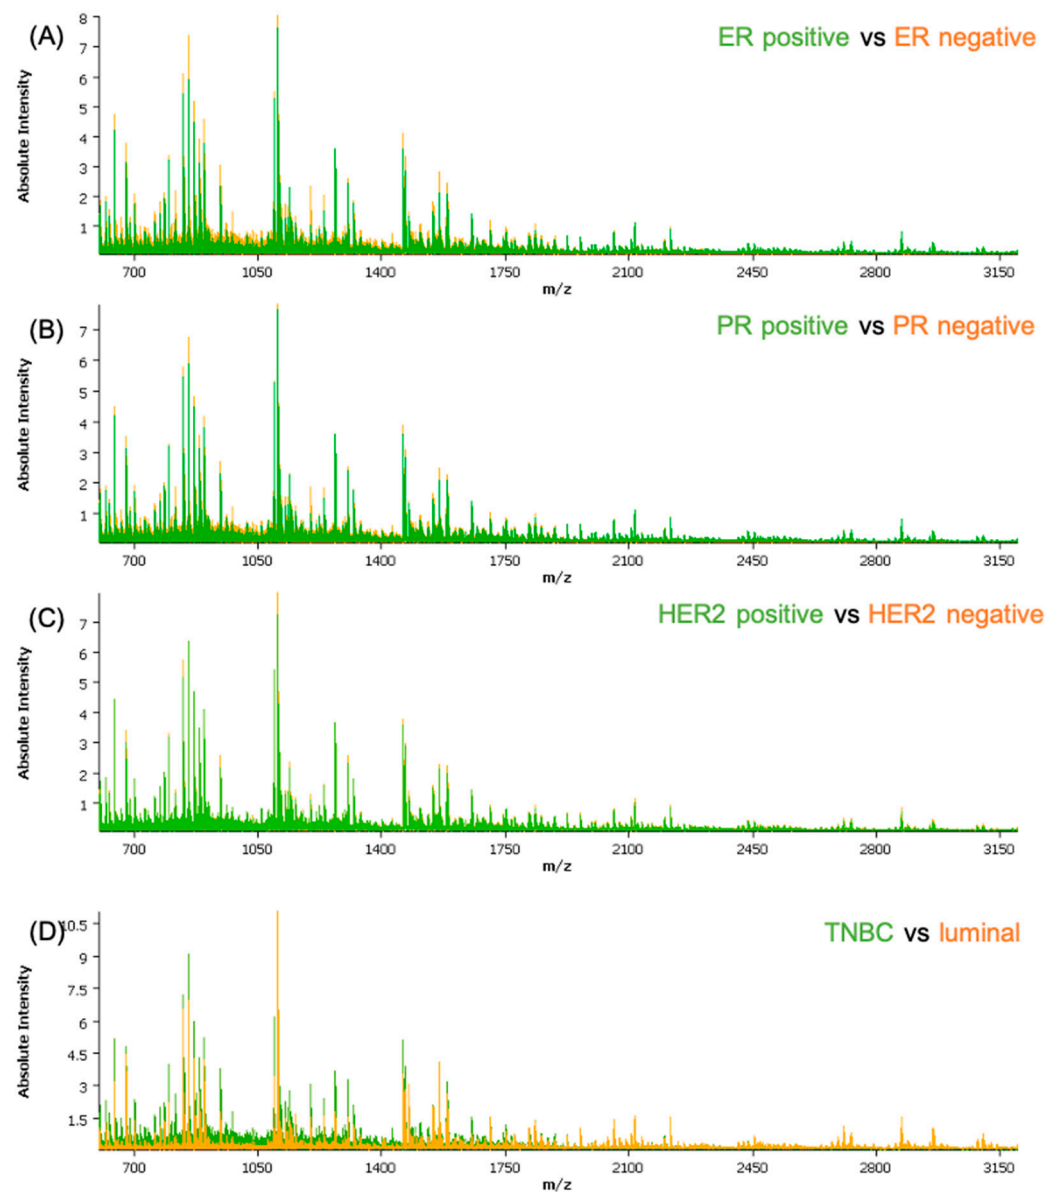 (A)
ER positive vs ER negative
Absolute Intensity
8
7
6
5
4
3
2
1
700 1050 1400 1750 2100 2450 2800 3150
m/z
(B)
PR positive vs PR negative
Absolute Intensity
7
6
5
4
3
2
1
700 1050 1400 1750 2100 2450 2800 3150
m/z
(C)
HER2 positive vs HER2 negative
Absolute Intensity
7
6
5
4
3
2
1
700 1050 1400 1750 2100 2450 2800 3150
m/z
(D)
TNBC vs luminal
Absolute Intensity
10.5
9
7.5
6
4.5
3
1.5
700 1050 1400 1750 2100 2450 2800 3150
m/z